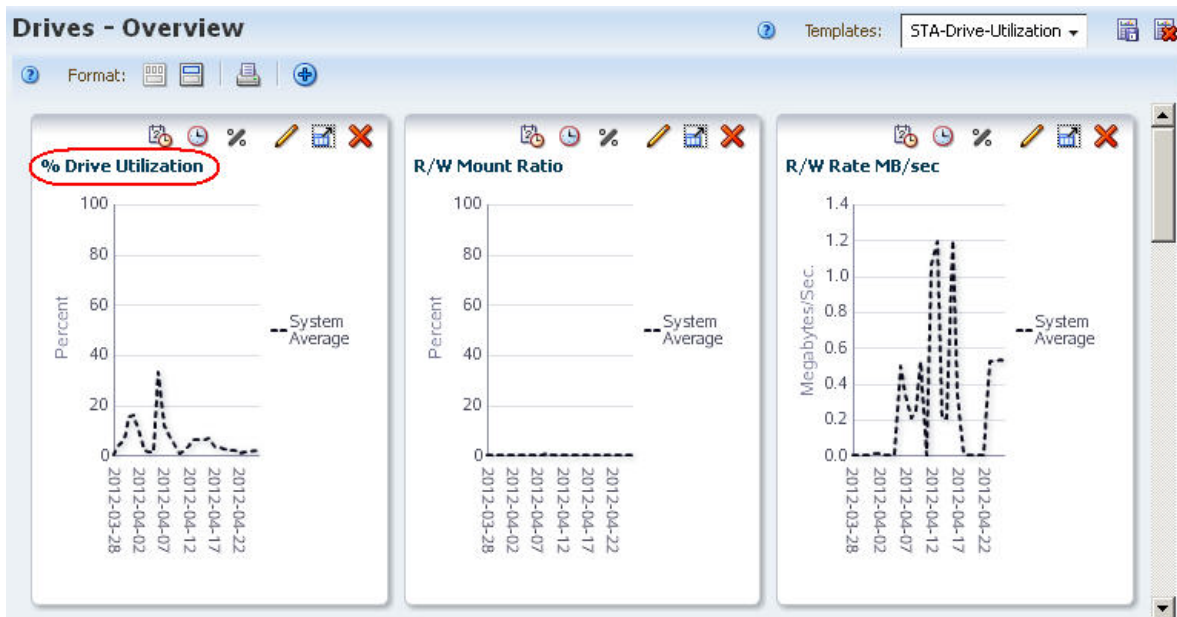 Drives - Overview
Templates: STA-Drive-Utilization
Format:
% Drive Utilization
100
80
60
40
20
0
Percent
System
Average
2012-03-28
2012-04-02
2012-04-07
2012-04-12
2012-04-17
2012-04-22
R/W Mount Ratio
100
80
60
40
20
0
Percent
System
Average
2012-03-28
2012-04-02
2012-04-07
2012-04-12
2012-04-17
2012-04-22
R/W Rate MB/sec
1.4
1.2
1.0
0.8
0.6
0.4
0.2
0.0
Megabytes/Sec.
System
Average
2012-03-28
2012-04-02
2012-04-07
2012-04-12
2012-04-17
2012-04-22